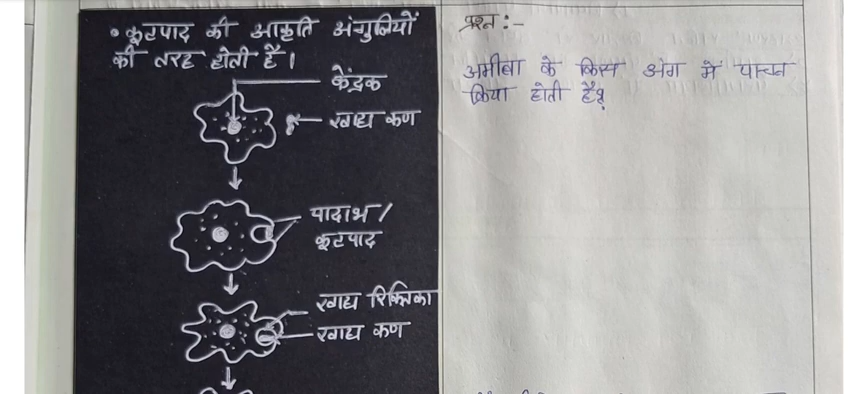 • कूटपाद की आकृति अंगुलियों
की तरह होती हैं।
केंद्रक
खाद्य कण
पादाभ /
कूटपाद
खाद्य रिक्तिका
खाद्य कण
प्रश्न :-
अमीबा के किस अंग में पाचन
क्रिया होती है?